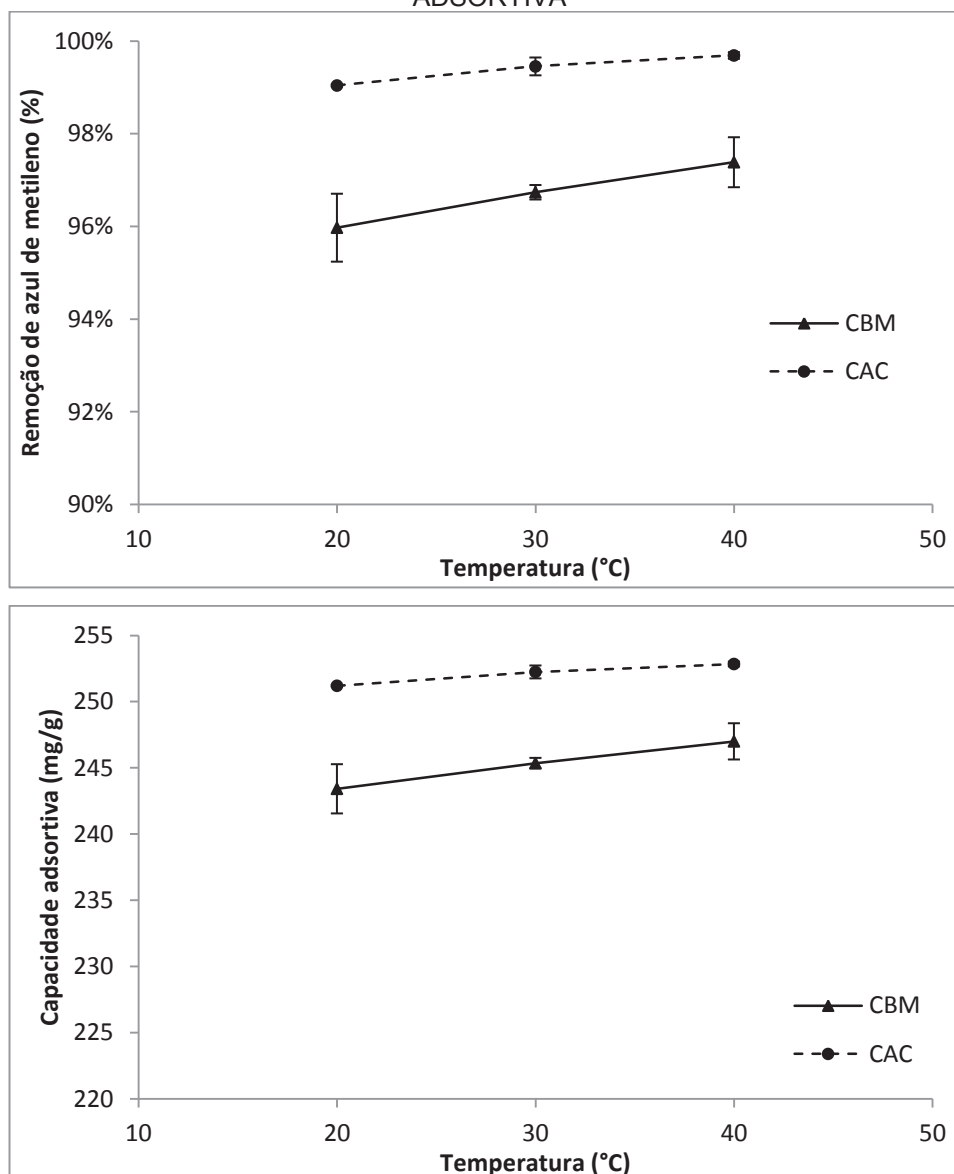 ADSORTIVA
Remoção de azul de metileno (%)
100%
98%
96%
94%
92%
90%
CBM
CAC
10 20 30 40 50
Temperatura (°C)
Capacidade adsortiva (mg/g)
255
250
245
240
235
230
225
220
CBM
CAC
10 20 30 40 50
Temperatura (°C)